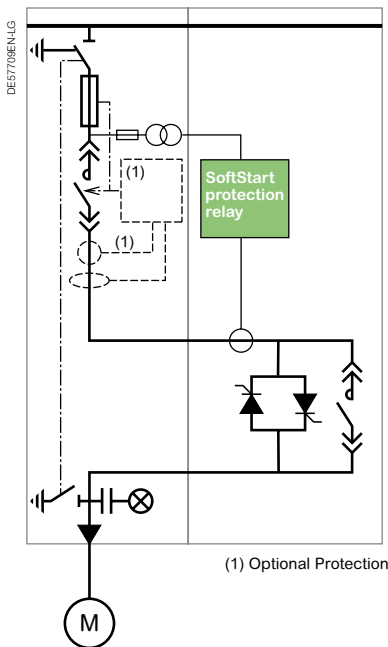 DE57709EN-LG
(1)
SoftStart
protection
relay
(1)
(1) Optional Protection
M